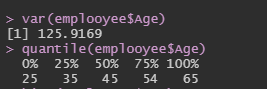 > var(emplooyee$Age)
[1] 125.9169
> quantile(emplooyee$Age)
0% 25% 50% 75% 100%
25 35 45 54 65